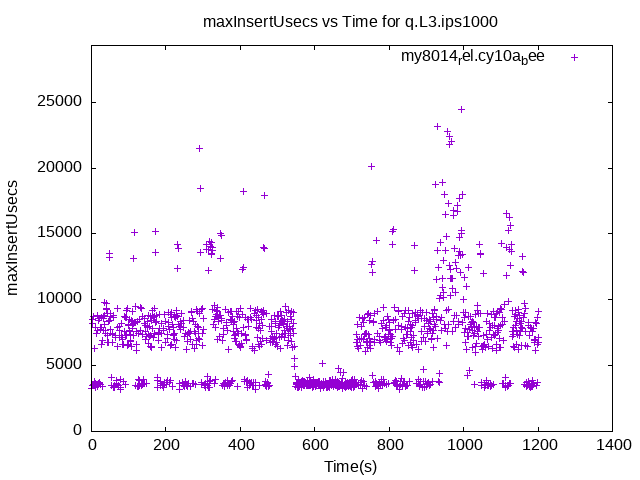 maxInsertUsecs vs Time for q.L3.ips1000
my8014rel.cy10abee
25000
20000
15000
10000
5000
0
maxInsertUsecs
0 200 400 600 800 1000 1200 1400
Time(s)